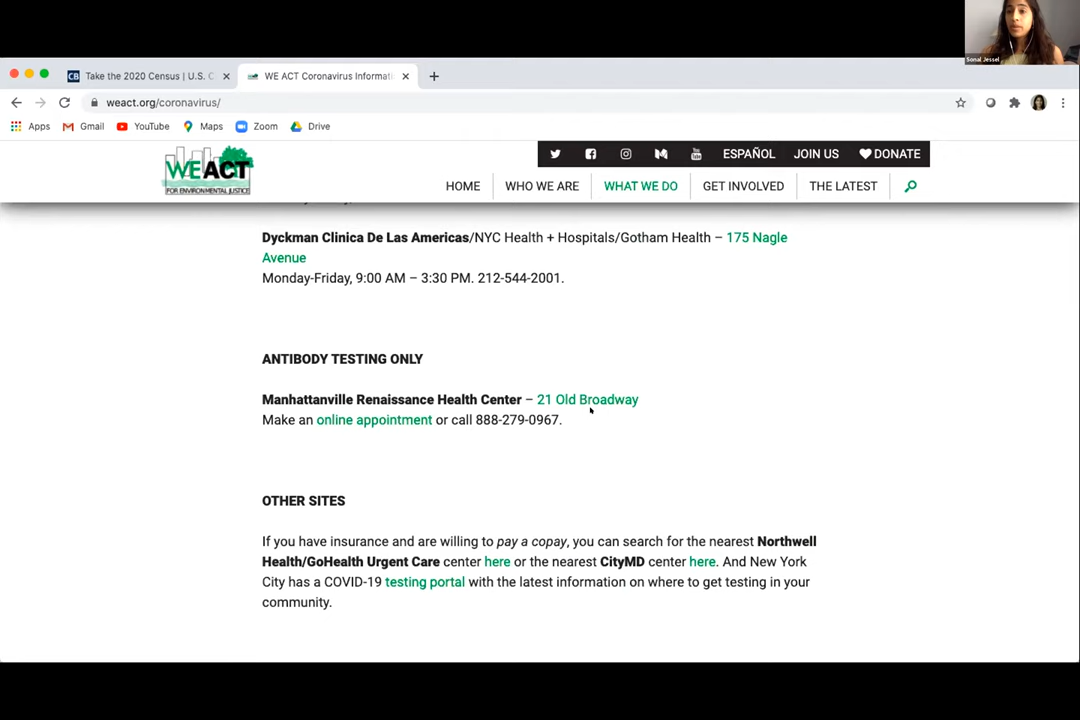 Sonal Jessel
Take the 2020 Census | U.S. C
WE ACT Coronavirus Informati
weact.org/coronavirus/
Apps Gmail YouTube Maps Zoom Drive
WE ACT
FOR ENVIRONMENTAL JUSTICE
ESPAÑOL JOIN US DONATE
HOME WHO WE ARE WHAT WE DO GET INVOLVED THE LATEST
Dyckman Clinica De Las Americas/NYC Health + Hospitals/Gotham Health – 175 Nagle
Avenue
Monday-Friday, 9:00 AM – 3:30 PM. 212-544-2001.
ANTIBODY TESTING ONLY
Manhattanville Renaissance Health Center – 21 Old Broadway
Make an online appointment or call 888-279-0967.
OTHER SITES
If you have insurance and are willing to pay a copay, you can search for the nearest Northwell
Health/GoHealth Urgent Care center here or the nearest CityMD center here. And New York
City has a COVID-19 testing portal with the latest information on where to get testing in your
community.